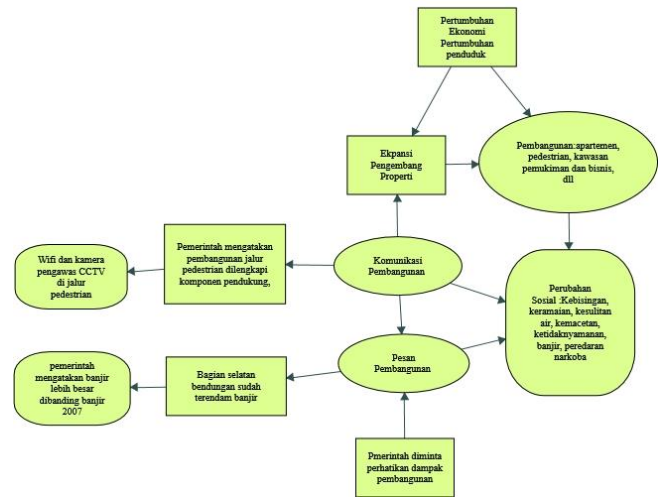 Pertumbuhan
Ekonomi
Pertumbuhan
penduduk
Ekpansi
Pengembang
Properti
Pembangunan:apartemen,
pedestrian, kawasan
pemukiman dan bisnis,
dll
Wifi dan kamera
pengawas CCTV
di jalur
pedestrian
Pemerintah mengatakan
pembangunan jalur
pedestrian dilengkapi
komponen pendukung,
Komunikasi
Pembangunan
Perubahan
Sosial :Kebisingan,
keramaian, kesulitan
air, kemacetan,
ketidaknyamanan,
banjir, peredaran
narkoba
pemerintah
mengatakan banjir
lebih besar
dibanding banjir
2007
Bagian selatan
bendungan sudah
terendam banjir
Pesan
Pembangunan
Pmerintah diminta
perhatikan dampak
pembangunan